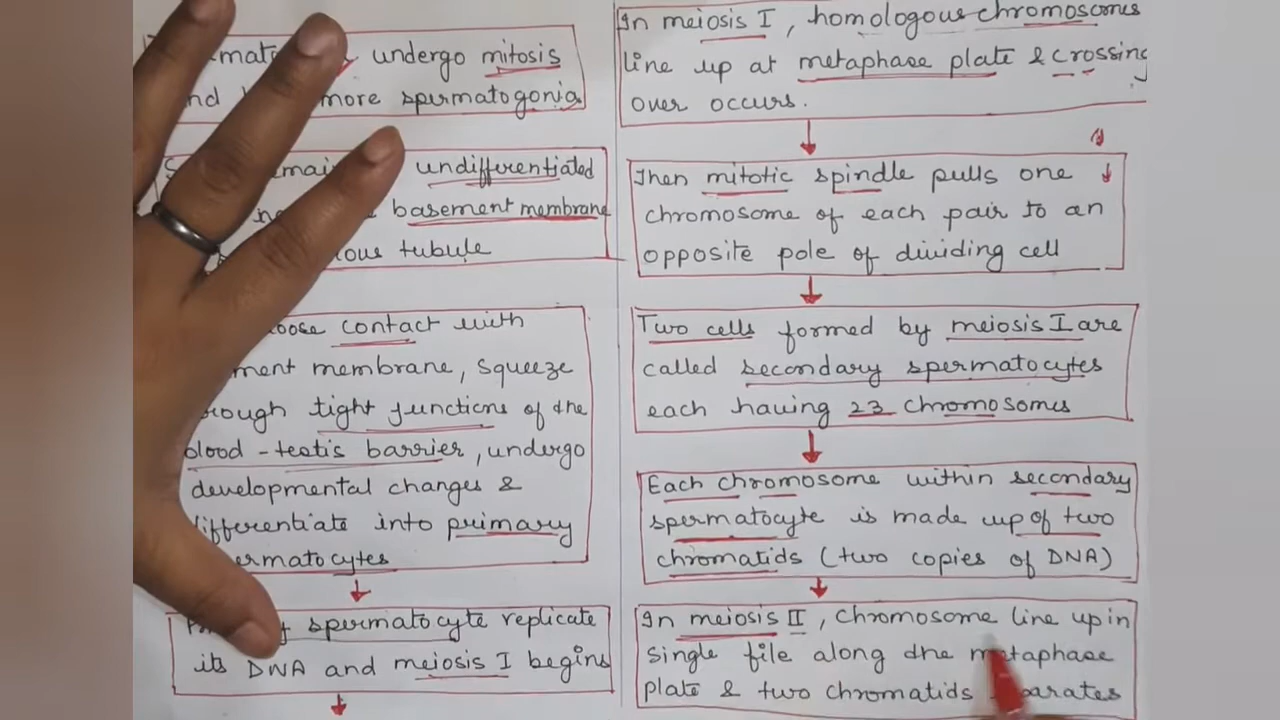 undergo mitosis
more spermatogonia
undifferentiated
basement membrane
tubule
contact with
membrane, squeeze
tight junctions of the
blood-testis barrier, undergo
developmental changes &
differentiate into primary
spermatocytes
spermatocyte replicate
its DNA and meiosis I begins
In meiosis I, homologous chromosomes
line up at metaphase plate & crossing
over occurs.
Then mitotic spindle pulls one
chromosome of each pair to an
opposite pole of dividing cell
Two cells formed by meiosis I are
called secondary spermatocytes
each having 23 chromosomes
Each chromosome within secondary
spermatocyte is made up of two
chromatids (two copies of DNA)
In meiosis II, chromosome line up in
single file along the metaphase
plate & two chromatids separates